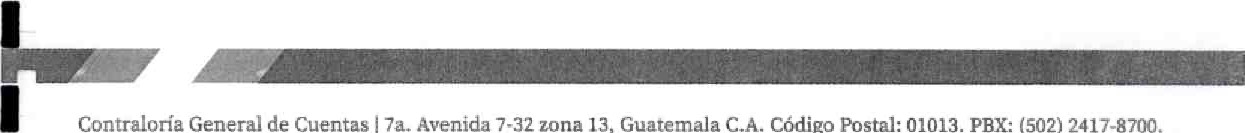 Contraloría General de Cuentas | 7a. Avenida 7-32 zona 13, Guatemala C.A. Código Postal: 01013. PBX: (502) 2417-8700.